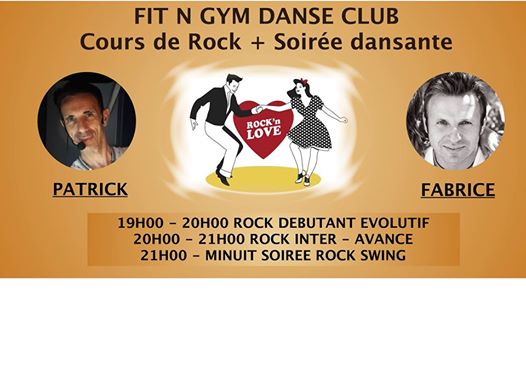 FIT N GYM DANSE CLUB
Cours de Rock + Soirée dansante
ROCK'n
LOVE
PATRICK
FABRICE
19H00 - 20H00 ROCK DEBUTANT EVOLUTIF
20H00 - 21H00 ROCK INTER - AVANCE
21H00 - MINUIT SOIREE ROCK SWING